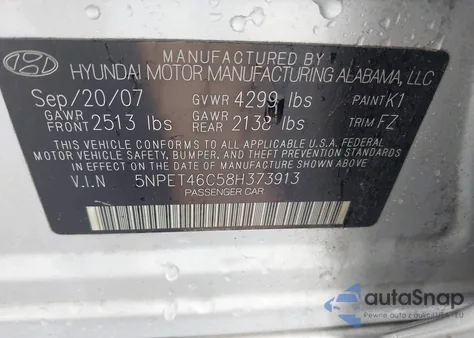 MANUFACTURED BY
HYUNDAI MOTOR MANUFACTURING ALABAMA, LLC
Sep/20/07 GVWR 4299 lbs PAINT K1
GAWR FRONT 2513 lbs GAWR REAR 2138 lbs TRIM FZ
THIS VEHICLE CONFORMS TO ALL APPLICABLE U.S. FEDERAL
MOTOR VEHICLE SAFETY, BUMPER, AND THEFT PREVENTION
STANDARDS IN EFFECT ON THE DATE OF MANUFACTURE SHOWN ABOVE.
V.I.N 5NPET46C58H373913
PASSENGER CAR
autoSnap